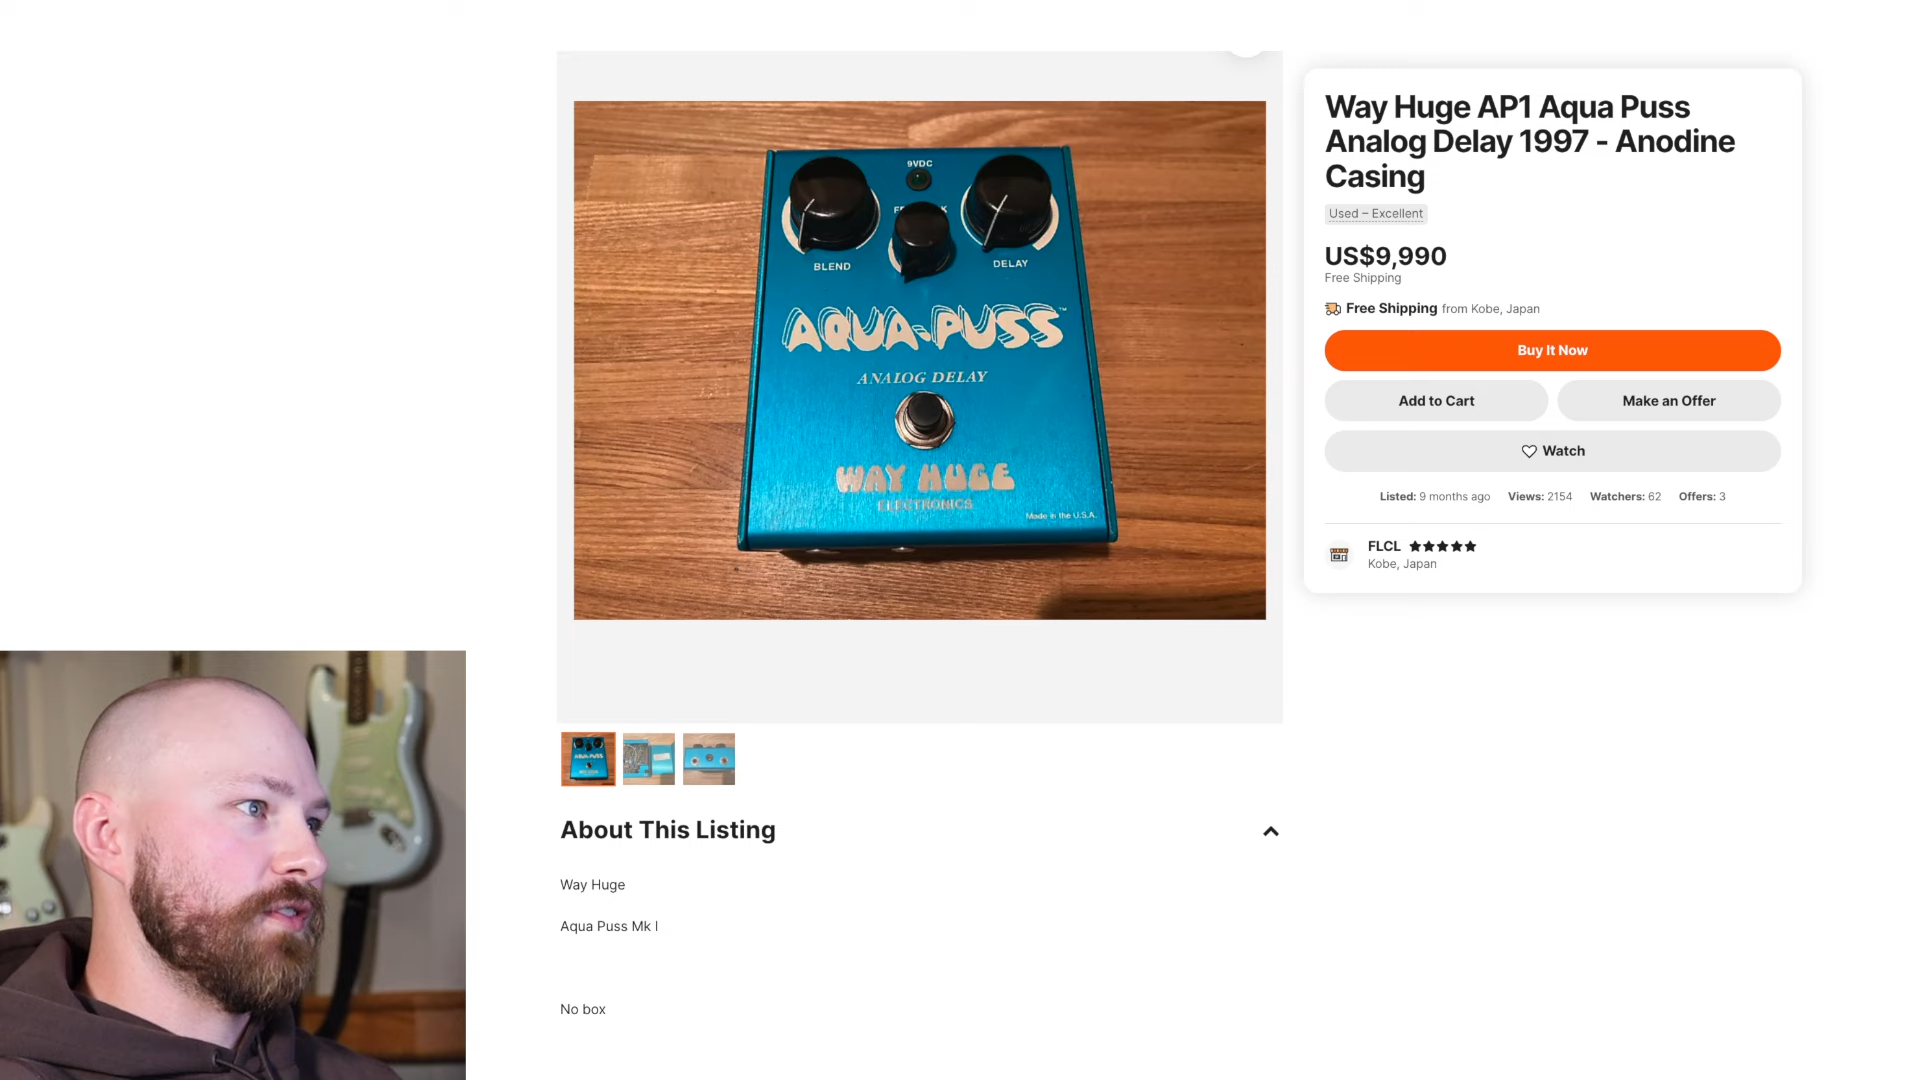 Way Huge AP1 Aqua Puss
Analog Delay 1997 - Anodine
Casing
Used – Excellent
US$9,990
Free Shipping
Free Shipping from Kobe, Japan
Buy It Now
Add to Cart
Make an Offer
Watch
Listed: 9 months ago Views: 2154 Watchers: 62 Offers: 3
FLCL
Kobe, Japan
9VDC
BLEND
DELAY
AQUA-PUSS™
ANALOG DELAY
WAY HUGE
ELECTRONICS
Made in the U.S.A.
About This Listing
Way Huge
Aqua Puss Mk I
No box